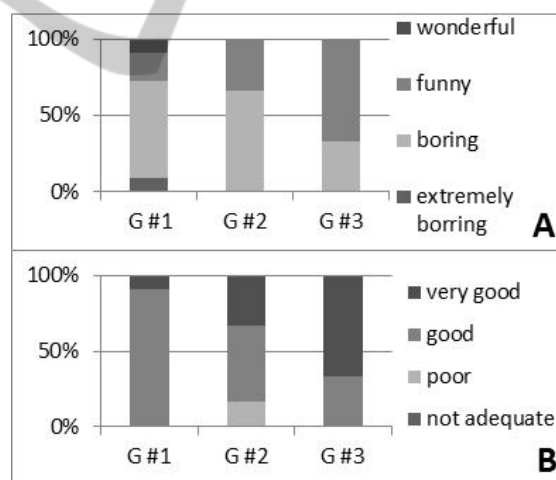 100%
50%
0%
G #1 G #2 G #3
wonderful
funny
boring
extremely
borring
A
100%
50%
0%
G #1 G #2 G #3
very good
good
poor
not adequate
B